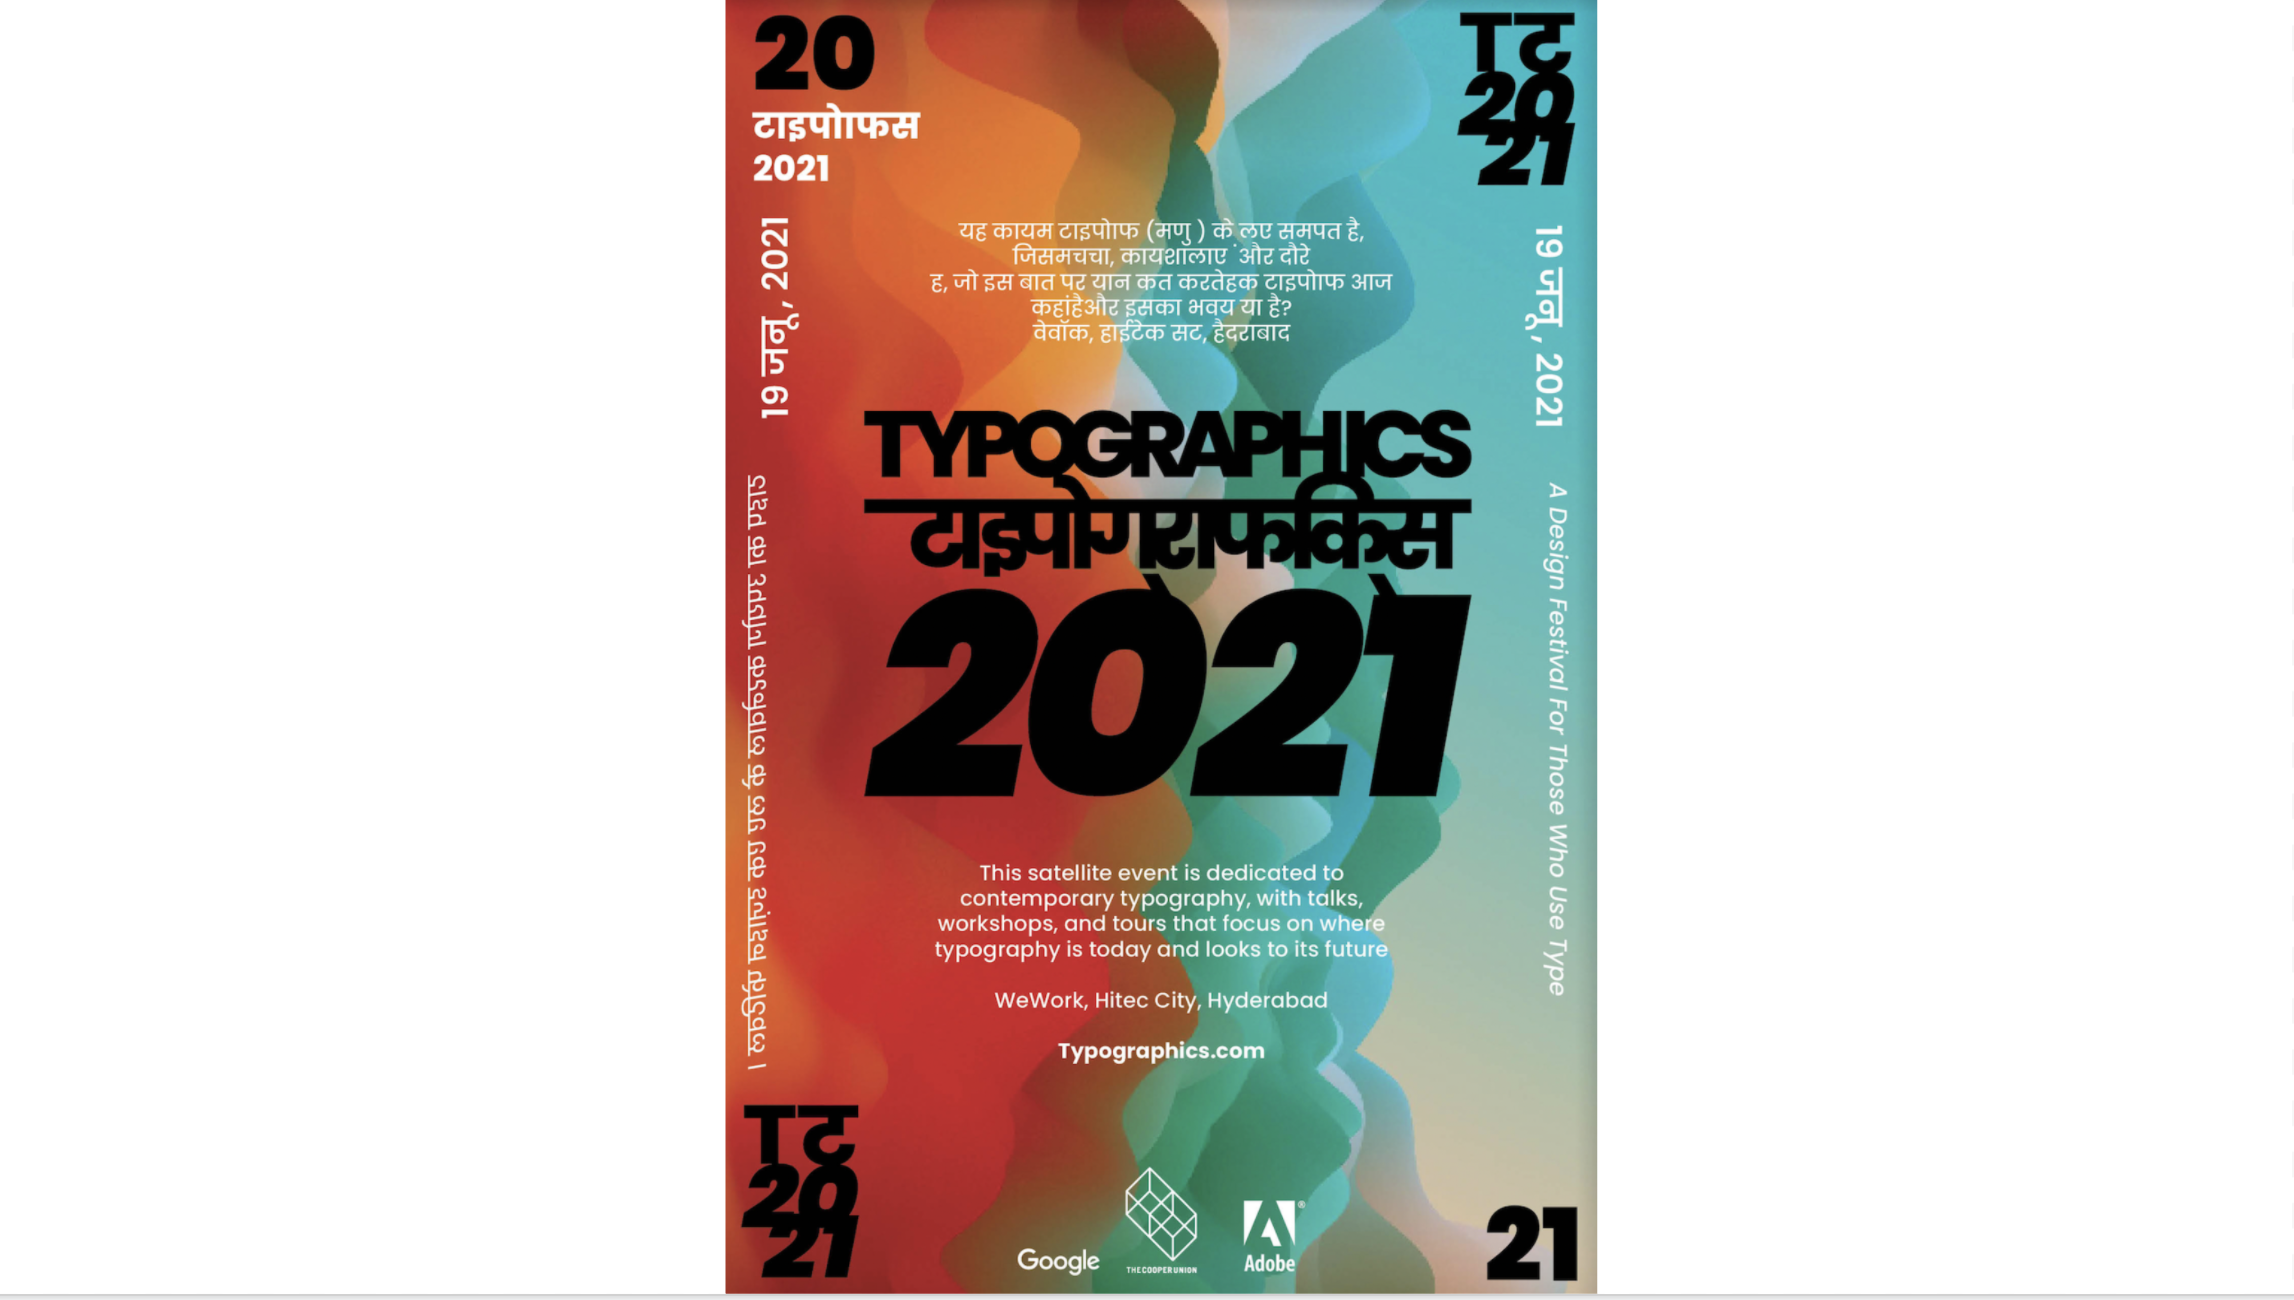 20
टाइपोाफस
2021
Tट
20
21
19 जनू, 2021
19 जनू, 2021
यह कायम टाइपोाफ (मणु ) के लए समपत है,
जिसमचचा, कायशालाए ंऔर दौरे
ह, जो इस बात पर यान कत करतेहक टाइपोाफ आज
कहांहैऔर इसका भवय या है?
वेवॉक, हाईटेक सट, हैदराबाद
TYPOGRAPHICS
टाइपोगराफकिस
2021
A Design Festival For Those Who Use Type
This satellite event is dedicated to
contemporary typography, with talks,
workshops, and tours that focus on where
typography is today and looks to its future
WeWork, Hitec City, Hyderabad
Typographics.com
Tट
20
21
Google
THE COOPER UNION
Adobe
21